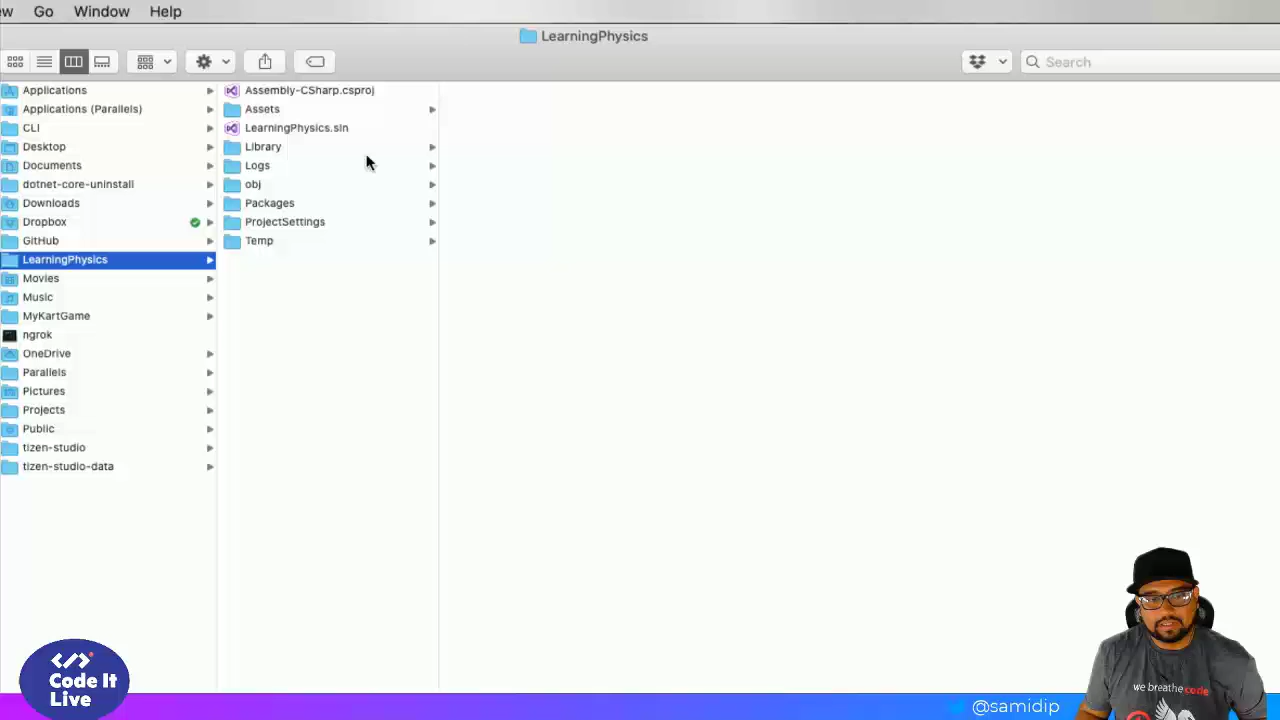 ew Go Window Help
LearningPhysics
Search
Applications
Applications (Parallels)
CLI
Desktop
Documents
dotnet-core-uninstall
Downloads
Dropbox
GitHub
LearningPhysics
Movies
Music
MyKartGame
ngrok
OneDrive
Parallels
Pictures
Projects
Public
tizen-studio
tizen-studio-data
Assembly-CSharp.csproj
Assets
LearningPhysics.sln
Library
Logs
obj
Packages
ProjectSettings
Temp
</>
Code It
Live
we breathe code
@samidip